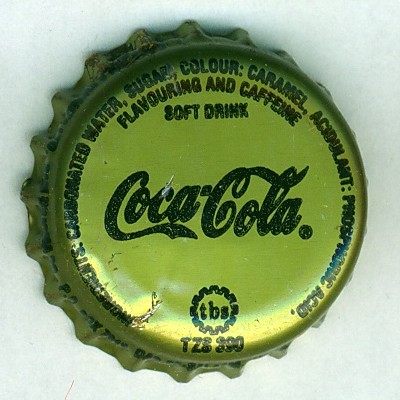 INGREDIENTS: CARBONATED WATER, SUGAR, COLOUR: CARAMEL, ACIDULANT: PHOSPHORIC ACID,
FLAVOURING AND CAFFEINE
SOFT DRINK
Coca-Cola.
tbs
TZS 390